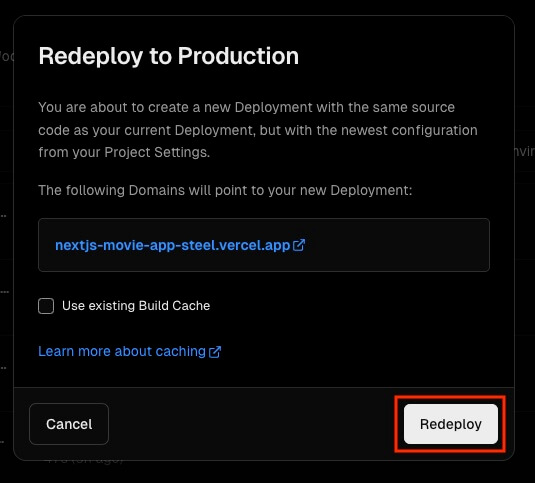 Redeploy to Production
You are about to create a new Deployment with the same source
code as your current Deployment, but with the newest configuration
from your Project Settings.
The following Domains will point to your new Deployment:
nextjs-movie-app-steel.vercel.app
Use existing Build Cache
Learn more about caching
Cancel
Redeploy